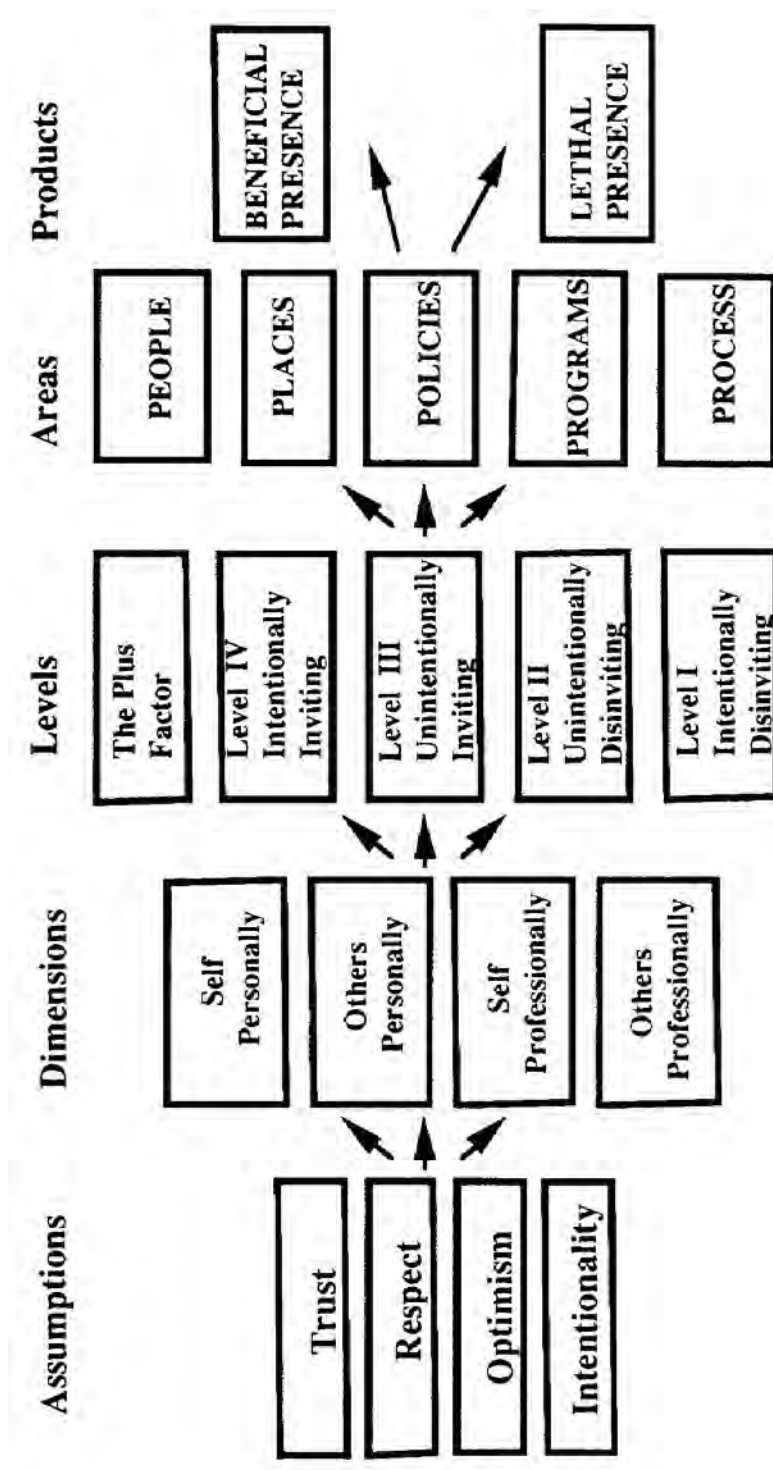 Assumptions
Trust
Respect
Optimism
Intentionality
Dimensions
Self
Personally
Others
Personally
Self
Professionally
Others
Professionally
Levels
The Plus
Factor
Level IV
Intentionally
Inviting
Level III
Unintentionally
Inviting
Level II
Unintentionally
Disinviting
Level I
Intentionally
Disinviting
Areas
PEOPLE
PLACES
POLICIES
PROGRAMS
PROCESS
Products
BENEFICIAL
PRESENCE
LETHAL
PRESENCE